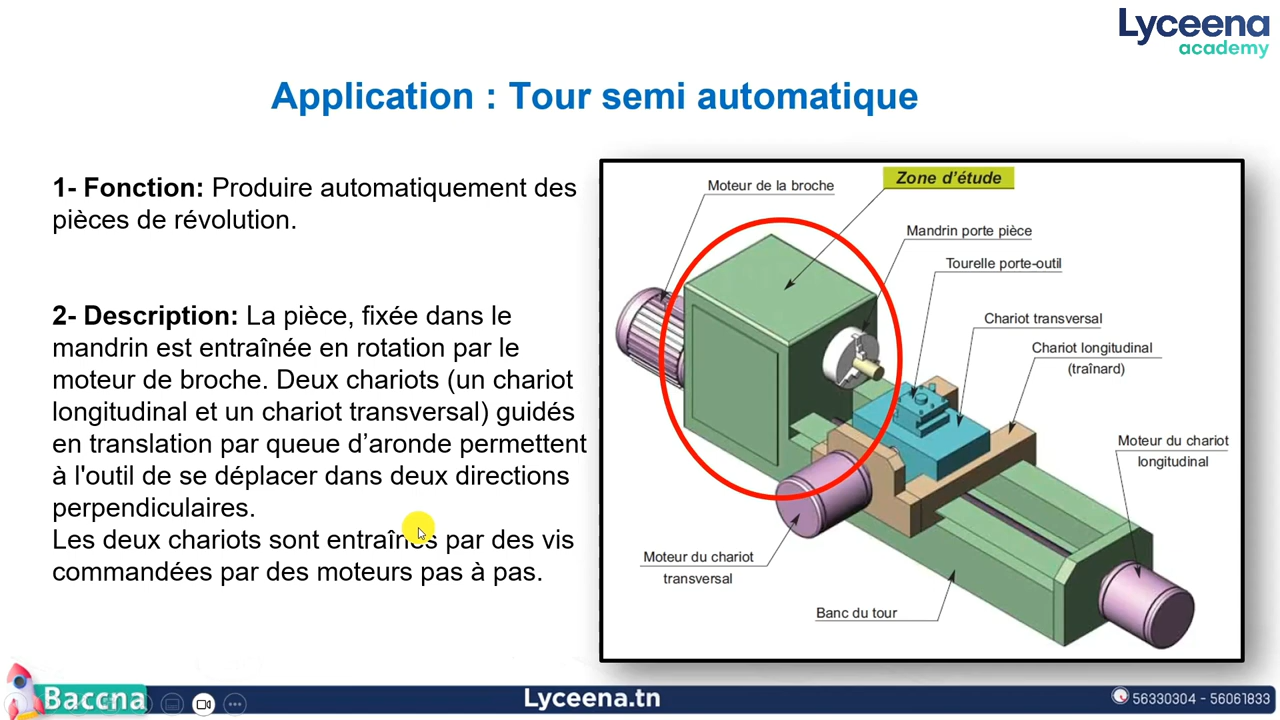 Lyceena
academy
Application : Tour semi automatique
1- Fonction: Produire automatiquement des
pièces de révolution.
2- Description: La pièce, fixée dans le
mandrin est entraînée en rotation par le
moteur de broche. Deux chariots (un chariot
longitudinal et un chariot transversal) guidés
en translation par queue d’aronde permettent
à l'outil de se déplacer dans deux directions
perpendiculaires.
Les deux chariots sont entraînés par des vis
commandées par des moteurs pas à pas.
Moteur de la broche
Zone d’étude
Mandrin porte pièce
Tourelle porte-outil
Chariot transversal
Chariot longitudinal
(traînard)
Moteur du chariot
longitudinal
Moteur du chariot
transversal
Banc du tour
Baccna
Lyceena.tn
56330304 - 56061833